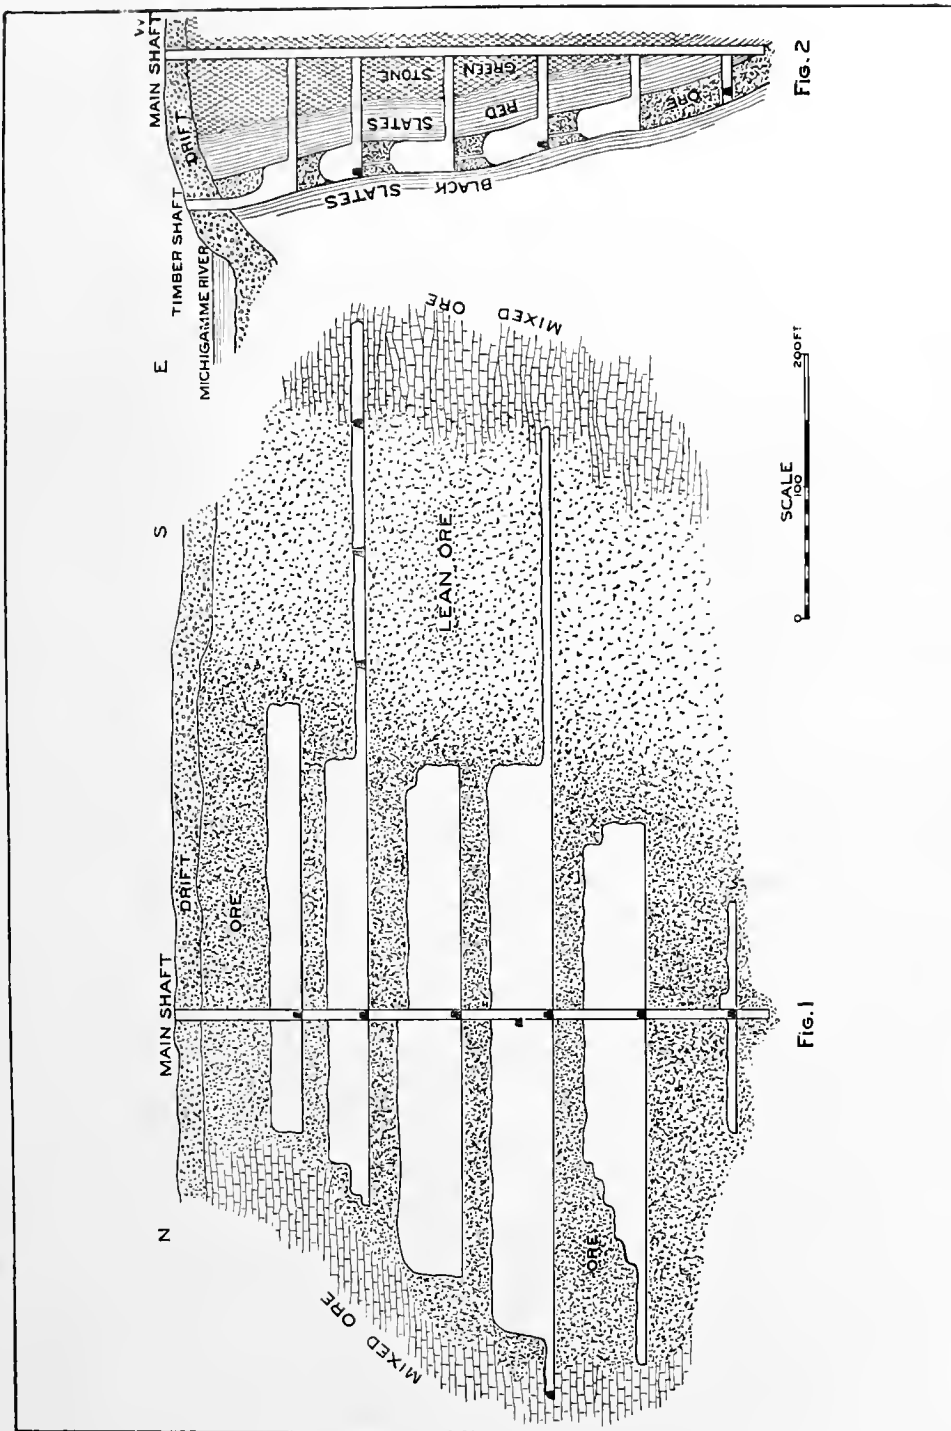 N
MAIN SHAFT
S
DRIFT
ORE
MIXED ORE
LEAN ORE
ORE
MIXED ORE
FIG. 1
SCALE
0 100 200 FT
E
TIMBER SHAFT
MAIN SHAFT
W
MICHIGAMME RIVER
DRIFT
GREEN
STONE
RED
SLATES
BLACK SLATES
ORE
FIG. 2